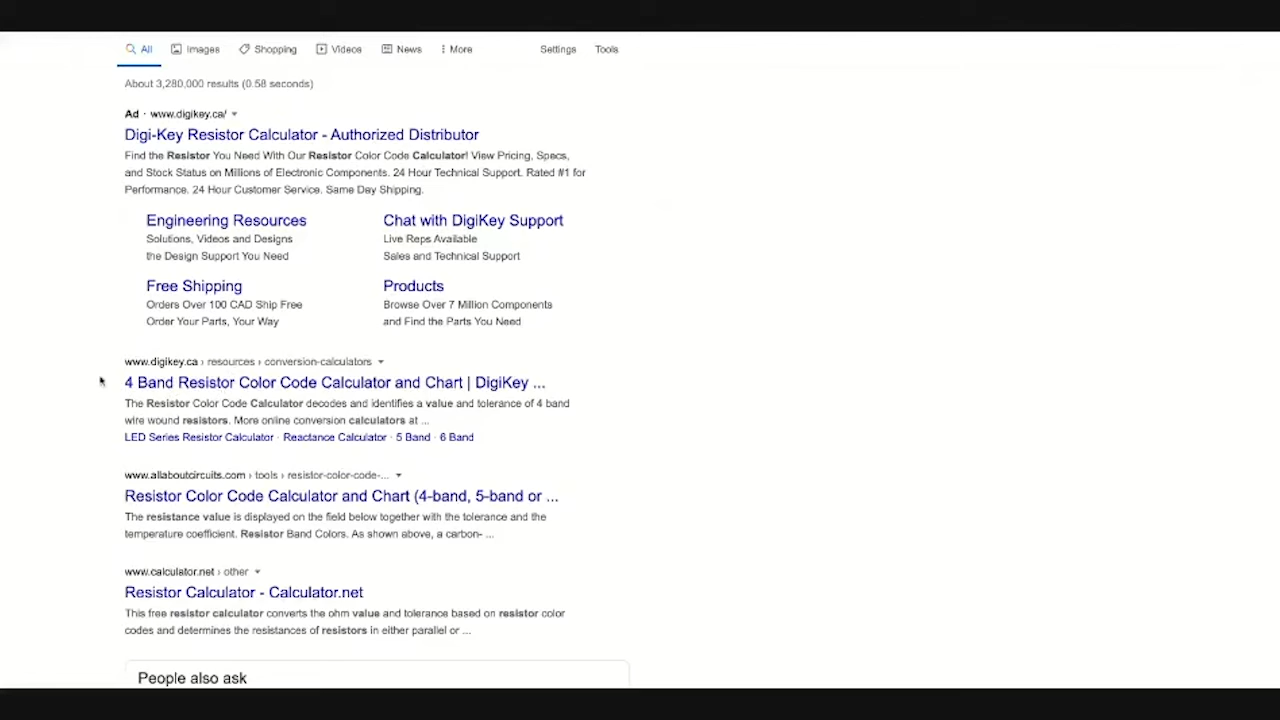 All Images Shopping Videos News More Settings Tools
About 3,280,000 results (0.58 seconds)
Ad · www.digikey.ca/
Digi-Key Resistor Calculator - Authorized Distributor
Find the Resistor You Need With Our Resistor Color Code Calculator! View Pricing, Specs,
and Stock Status on Millions of Electronic Components. 24 Hour Technical Support. Rated #1 for
Performance. 24 Hour Customer Service. Same Day Shipping.
Engineering Resources
Solutions, Videos and Designs
the Design Support You Need
Chat with DigiKey Support
Live Reps Available
Sales and Technical Support
Free Shipping
Orders Over 100 CAD Ship Free
Order Your Parts, Your Way
Products
Browse Over 7 Million Components
and Find the Parts You Need
www.digikey.ca › resources › conversion-calculators
4 Band Resistor Color Code Calculator and Chart | DigiKey ...
The Resistor Color Code Calculator decodes and identifies a value and tolerance of 4 band
wire wound resistors. More online conversion calculators at ...
LED Series Resistor Calculator · Reactance Calculator · 5 Band · 6 Band
www.allaboutcircuits.com › tools › resistor-color-code-...
Resistor Color Code Calculator and Chart (4-band, 5-band or ...
The resistance value is displayed on the field below together with the tolerance and the
temperature coefficient. Resistor Band Colors. As shown above, a carbon- ...
www.calculator.net › other
Resistor Calculator - Calculator.net
This free resistor calculator converts the ohm value and tolerance based on resistor color
codes and determines the resistances of resistors in either parallel or ...
People also ask